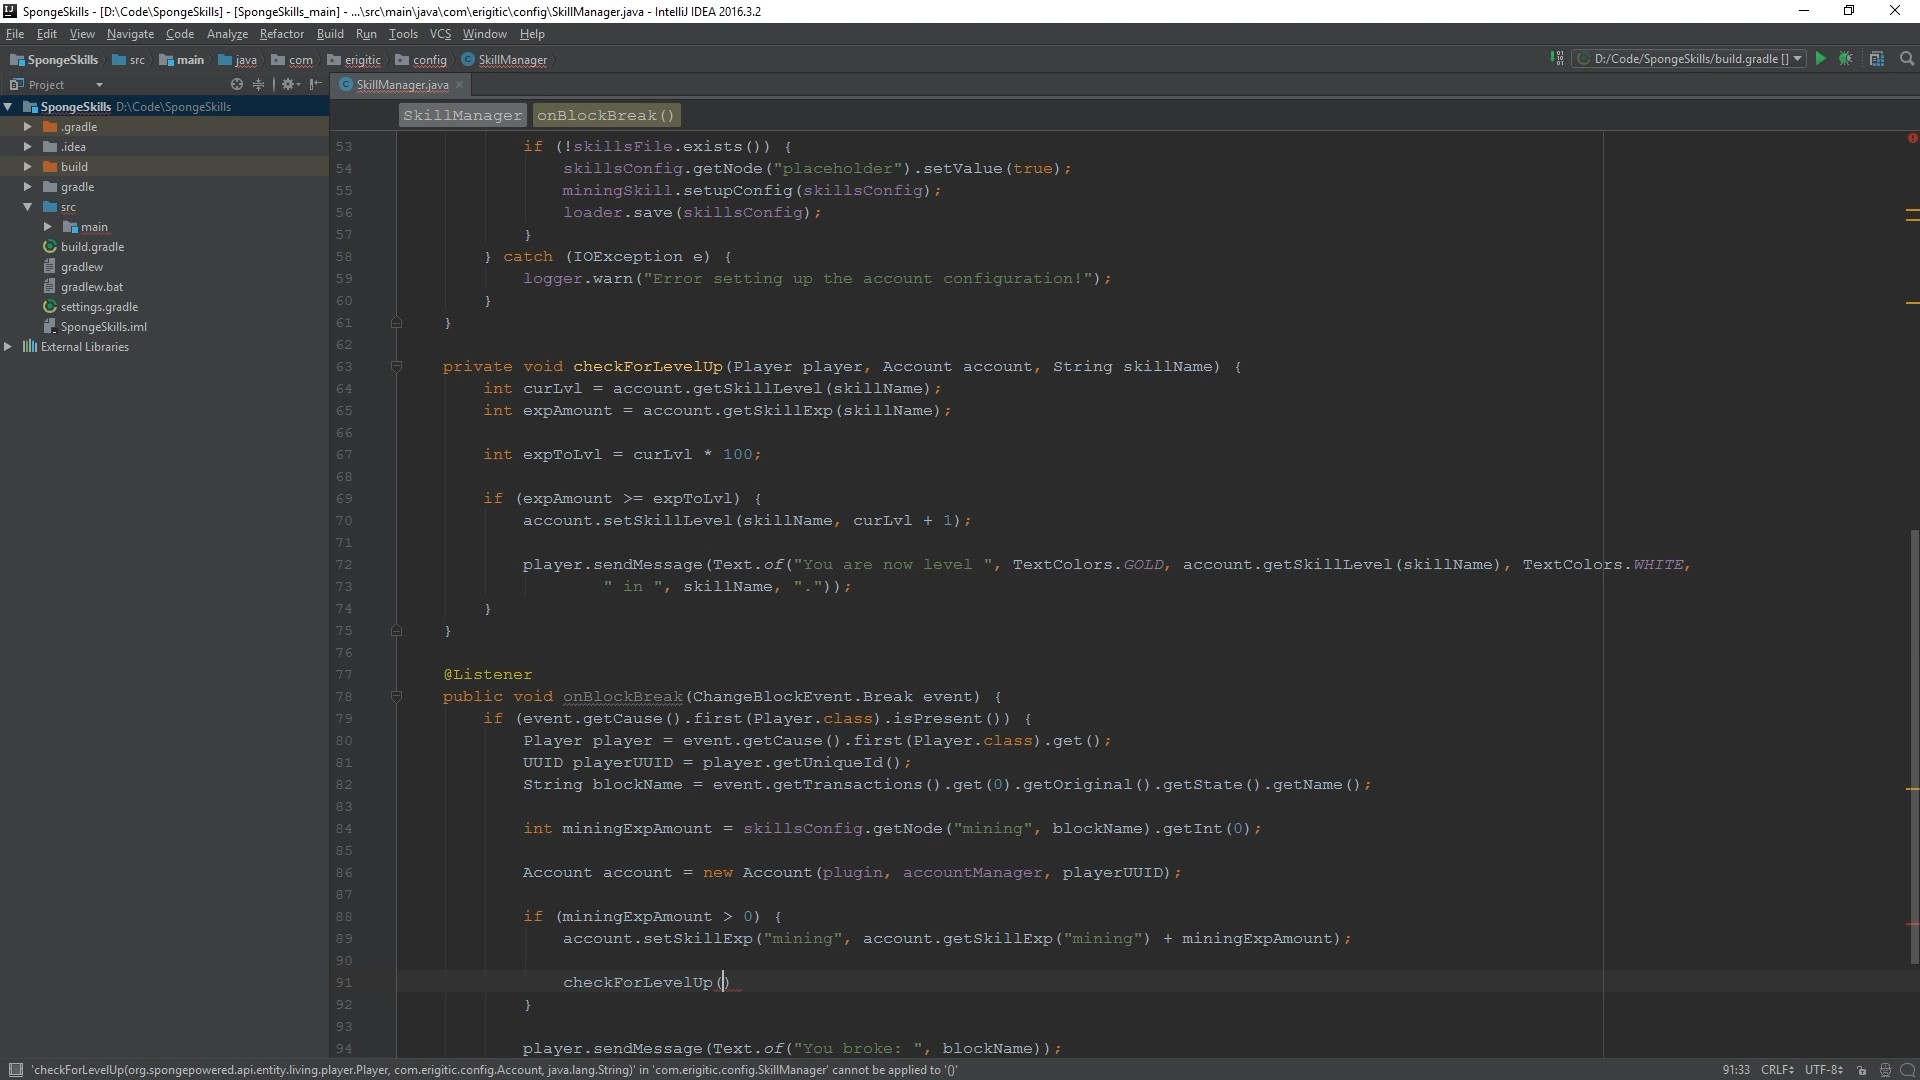 SpongeSkills - [D:\Code\SpongeSkills] - [SpongeSkills_main] - ...\src\main\java\com\erigitic\config\SkillManager.java - IntelliJ IDEA 2016.3.2
File Edit View Navigate Code Analyze Refactor Build Run Tools VCS Window Help
SpongeSkills src main java com erigitic config SkillManager D:/Code/SpongeSkills/build.gradle []
Project SkillManager.java
SpongeSkills D:\Code\SpongeSkills
.gradle
.idea
build
gradle
src
main
build.gradle
gradlew
gradlew.bat
settings.gradle
SpongeSkills.iml
External Libraries
SkillManager onBlockBreak()
53 if (!skillsFile.exists()) {
54 skillsConfig.getNode("placeholder").setValue(true);
55 miningSkill.setupConfig(skillsConfig);
56 loader.save(skillsConfig);
57 }
58 } catch (IOException e) {
59 logger.warn("Error setting up the account configuration!");
60 }
61 }
62
63 private void checkForLevelUp(Player player, Account account, String skillName) {
64 int curLvl = account.getSkillLevel(skillName);
65 int expAmount = account.getSkillExp(skillName);
66
67 int expToLvl = curLvl * 100;
68
69 if (expAmount >= expToLvl) {
70 account.setSkillLevel(skillName, curLvl + 1);
71
72 player.sendMessage(Text.of("You are now level ", TextColors.GOLD, account.getSkillLevel(skillName), TextColors.WHITE,
73 " in ", skillName, "."));
74 }
75 }
76
77 @Listener
78 public void onBlockBreak(ChangeBlockEvent.Break event) {
79 if (event.getCause().first(Player.class).isPresent()) {
80 Player player = event.getCause().first(Player.class).get();
81 UUID playerUUID = player.getUniqueId();
82 String blockName = event.getTransactions().get(0).getOriginal().getState().getName();
83
84 int miningExpAmount = skillsConfig.getNode("mining", blockName).getInt(0);
85
86 Account account = new Account(plugin, accountManager, playerUUID);
87
88 if (miningExpAmount > 0) {
89 account.setSkillExp("mining", account.getSkillExp("mining") + miningExpAmount);
90
91 checkForLevelUp()
92 }
93
94 player.sendMessage(Text.of("You broke: ", blockName));
'checkForLevelUp(org.spongepowered.api.entity.living.player.Player, com.erigitic.config.Account, java.lang.String)' in 'com.erigitic.config.SkillManager' cannot be applied to '()' 91:33 CRLF UTF-8